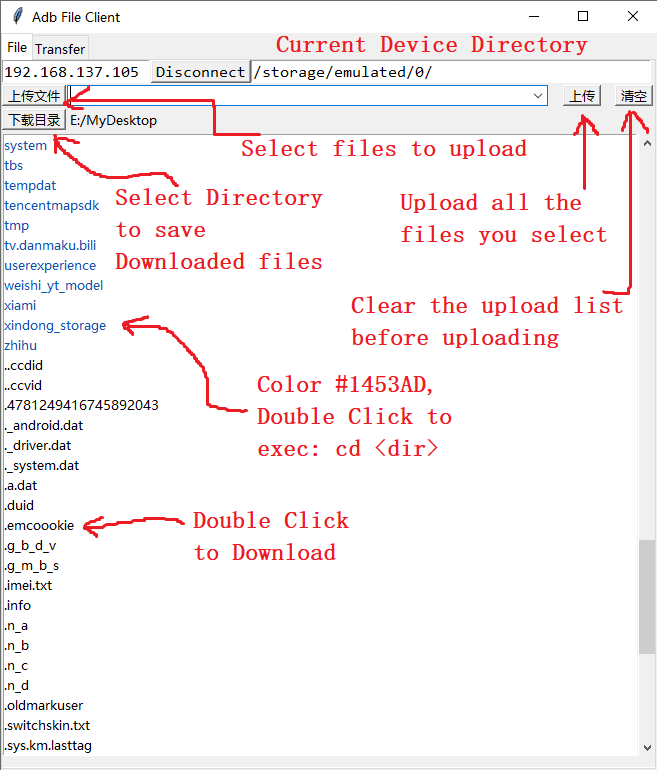 Adb File Client
File Transfer
Current Device Directory
192.168.137.105 Disconnect /storage/emulated/0/
上传文件 上传 清空
下载目录 E:/MyDesktop
Select files to upload
Select Directory
to save
Downloaded files
Upload all the
files you select
Clear the upload list
before uploading
Color #1453AD,
Double Click to
exec: cd <dir>
Double Click
to Download
system
tbs
tempdat
tencentmapsdk
tmp
tv.danmaku.bili
userexperience
weishi_yt_model
xiami
xindong_storage
zhihu
..ccdid
..ccvid
.4781249416745892043
._android.dat
._driver.dat
._system.dat
.a.dat
.duid
.emcoookie
.g_b_d_v
.g_m_b_s
.imei.txt
.info
.n_a
.n_b
.n_c
.n_d
.oldmarkuser
.switchskin.txt
.sys.km.lasttag